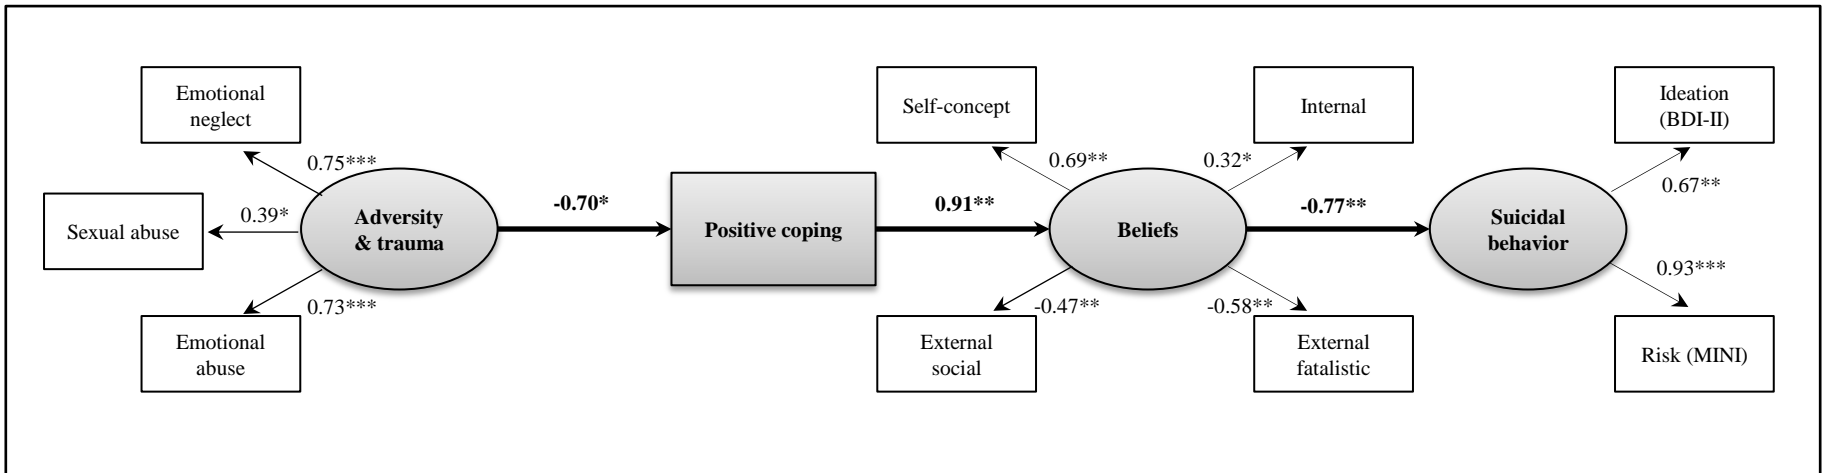 Emotional
neglect
0.75***
Sexual abuse
0.39*
Emotional
abuse
0.73***
Adversity
& trauma
-0.70*
Positive coping
0.91**
Self-concept
0.69**
Internal
0.32*
Beliefs
External
social
-0.47**
External
fatalistic
-0.58**
-0.77**
Suicidal
behavior
Ideation
(BDI-II)
0.67**
0.93***
Risk (MINI)